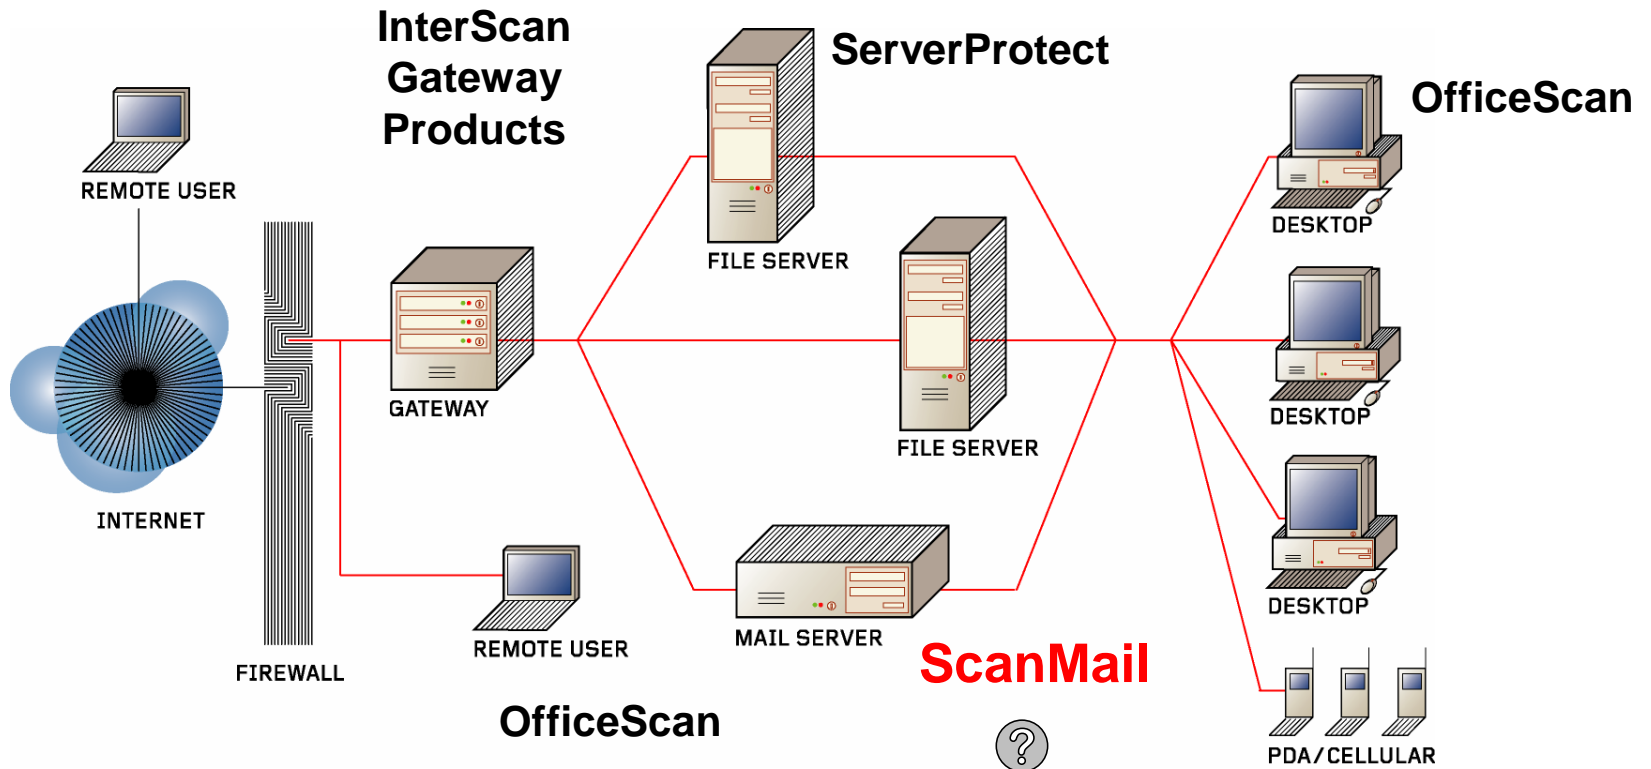 InterScan
Gateway
Products
ServerProtect
OfficeScan
REMOTE USER
DESKTOP
FILE SERVER
GATEWAY
DESKTOP
FILE SERVER
INTERNET
DESKTOP
MAIL SERVER
REMOTE USER
FIREWALL
ScanMail
OfficeScan
?
PDA/CELLULAR